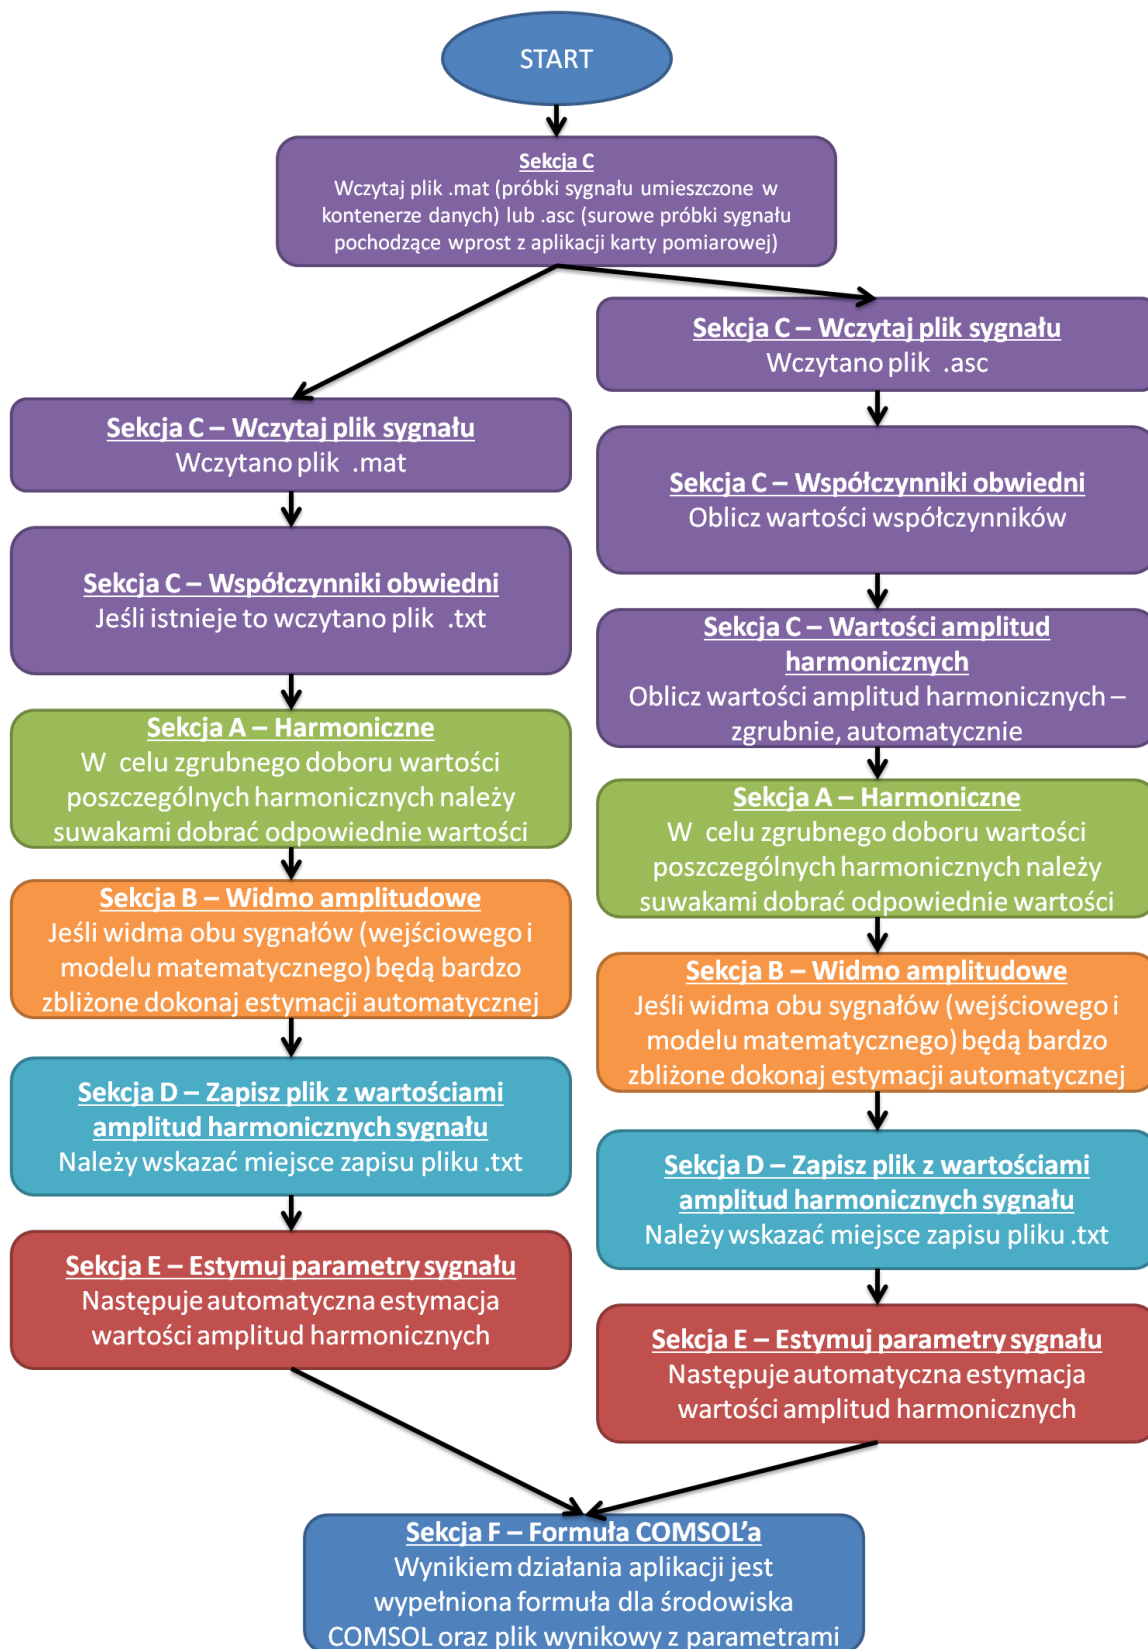 START
Sekcja C
Wczytaj plik .mat (próbki sygnału umieszczone w
kontenerze danych) lub .asc (surowe próbki sygnału
pochodzące wprost z aplikacji karty pomiarowej)
Sekcja C – Wczytaj plik sygnału
Wczytano plik .mat
Sekcja C – Współczynniki obwiedni
Jeśli istnieje to wczytano plik .txt
Sekcja A – Harmoniczne
W celu zgrubnego doboru wartości
poszczególnych harmonicznych należy
suwakami dobrać odpowiednie wartości
Sekcja B – Widmo amplitudowe
Jeśli widma obu sygnałów (wejściowego i
modelu matematycznego) będą bardzo
zbliżone dokonaj estymacji automatycznej
Sekcja D – Zapisz plik z wartościami
amplitud harmonicznych sygnału
Należy wskazać miejsce zapisu pliku .txt
Sekcja E – Estymuj parametry sygnału
Następuje automatyczna estymacja
wartości amplitud harmonicznych
Sekcja C – Wczytaj plik sygnału
Wczytano plik .asc
Sekcja C – Współczynniki obwiedni
Oblicz wartości współczynników
Sekcja C – Wartości amplitud
harmonicznych
Oblicz wartości amplitud harmonicznych –
zgrubnie, automatycznie
Sekcja A – Harmoniczne
W celu zgrubnego doboru wartości
poszczególnych harmonicznych należy
suwakami dobrać odpowiednie wartości
Sekcja B – Widmo amplitudowe
Jeśli widma obu sygnałów (wejściowego i
modelu matematycznego) będą bardzo
zbliżone dokonaj estymacji automatycznej
Sekcja D – Zapisz plik z wartościami
amplitud harmonicznych sygnału
Należy wskazać miejsce zapisu pliku .txt
Sekcja E – Estymuj parametry sygnału
Następuje automatyczna estymacja
wartości amplitud harmonicznych
Sekcja F – Formuła COMSOL’a
Wynikiem działania aplikacji jest
wypełniona formuła dla środowiska
COMSOL oraz plik wynikowy z parametrami